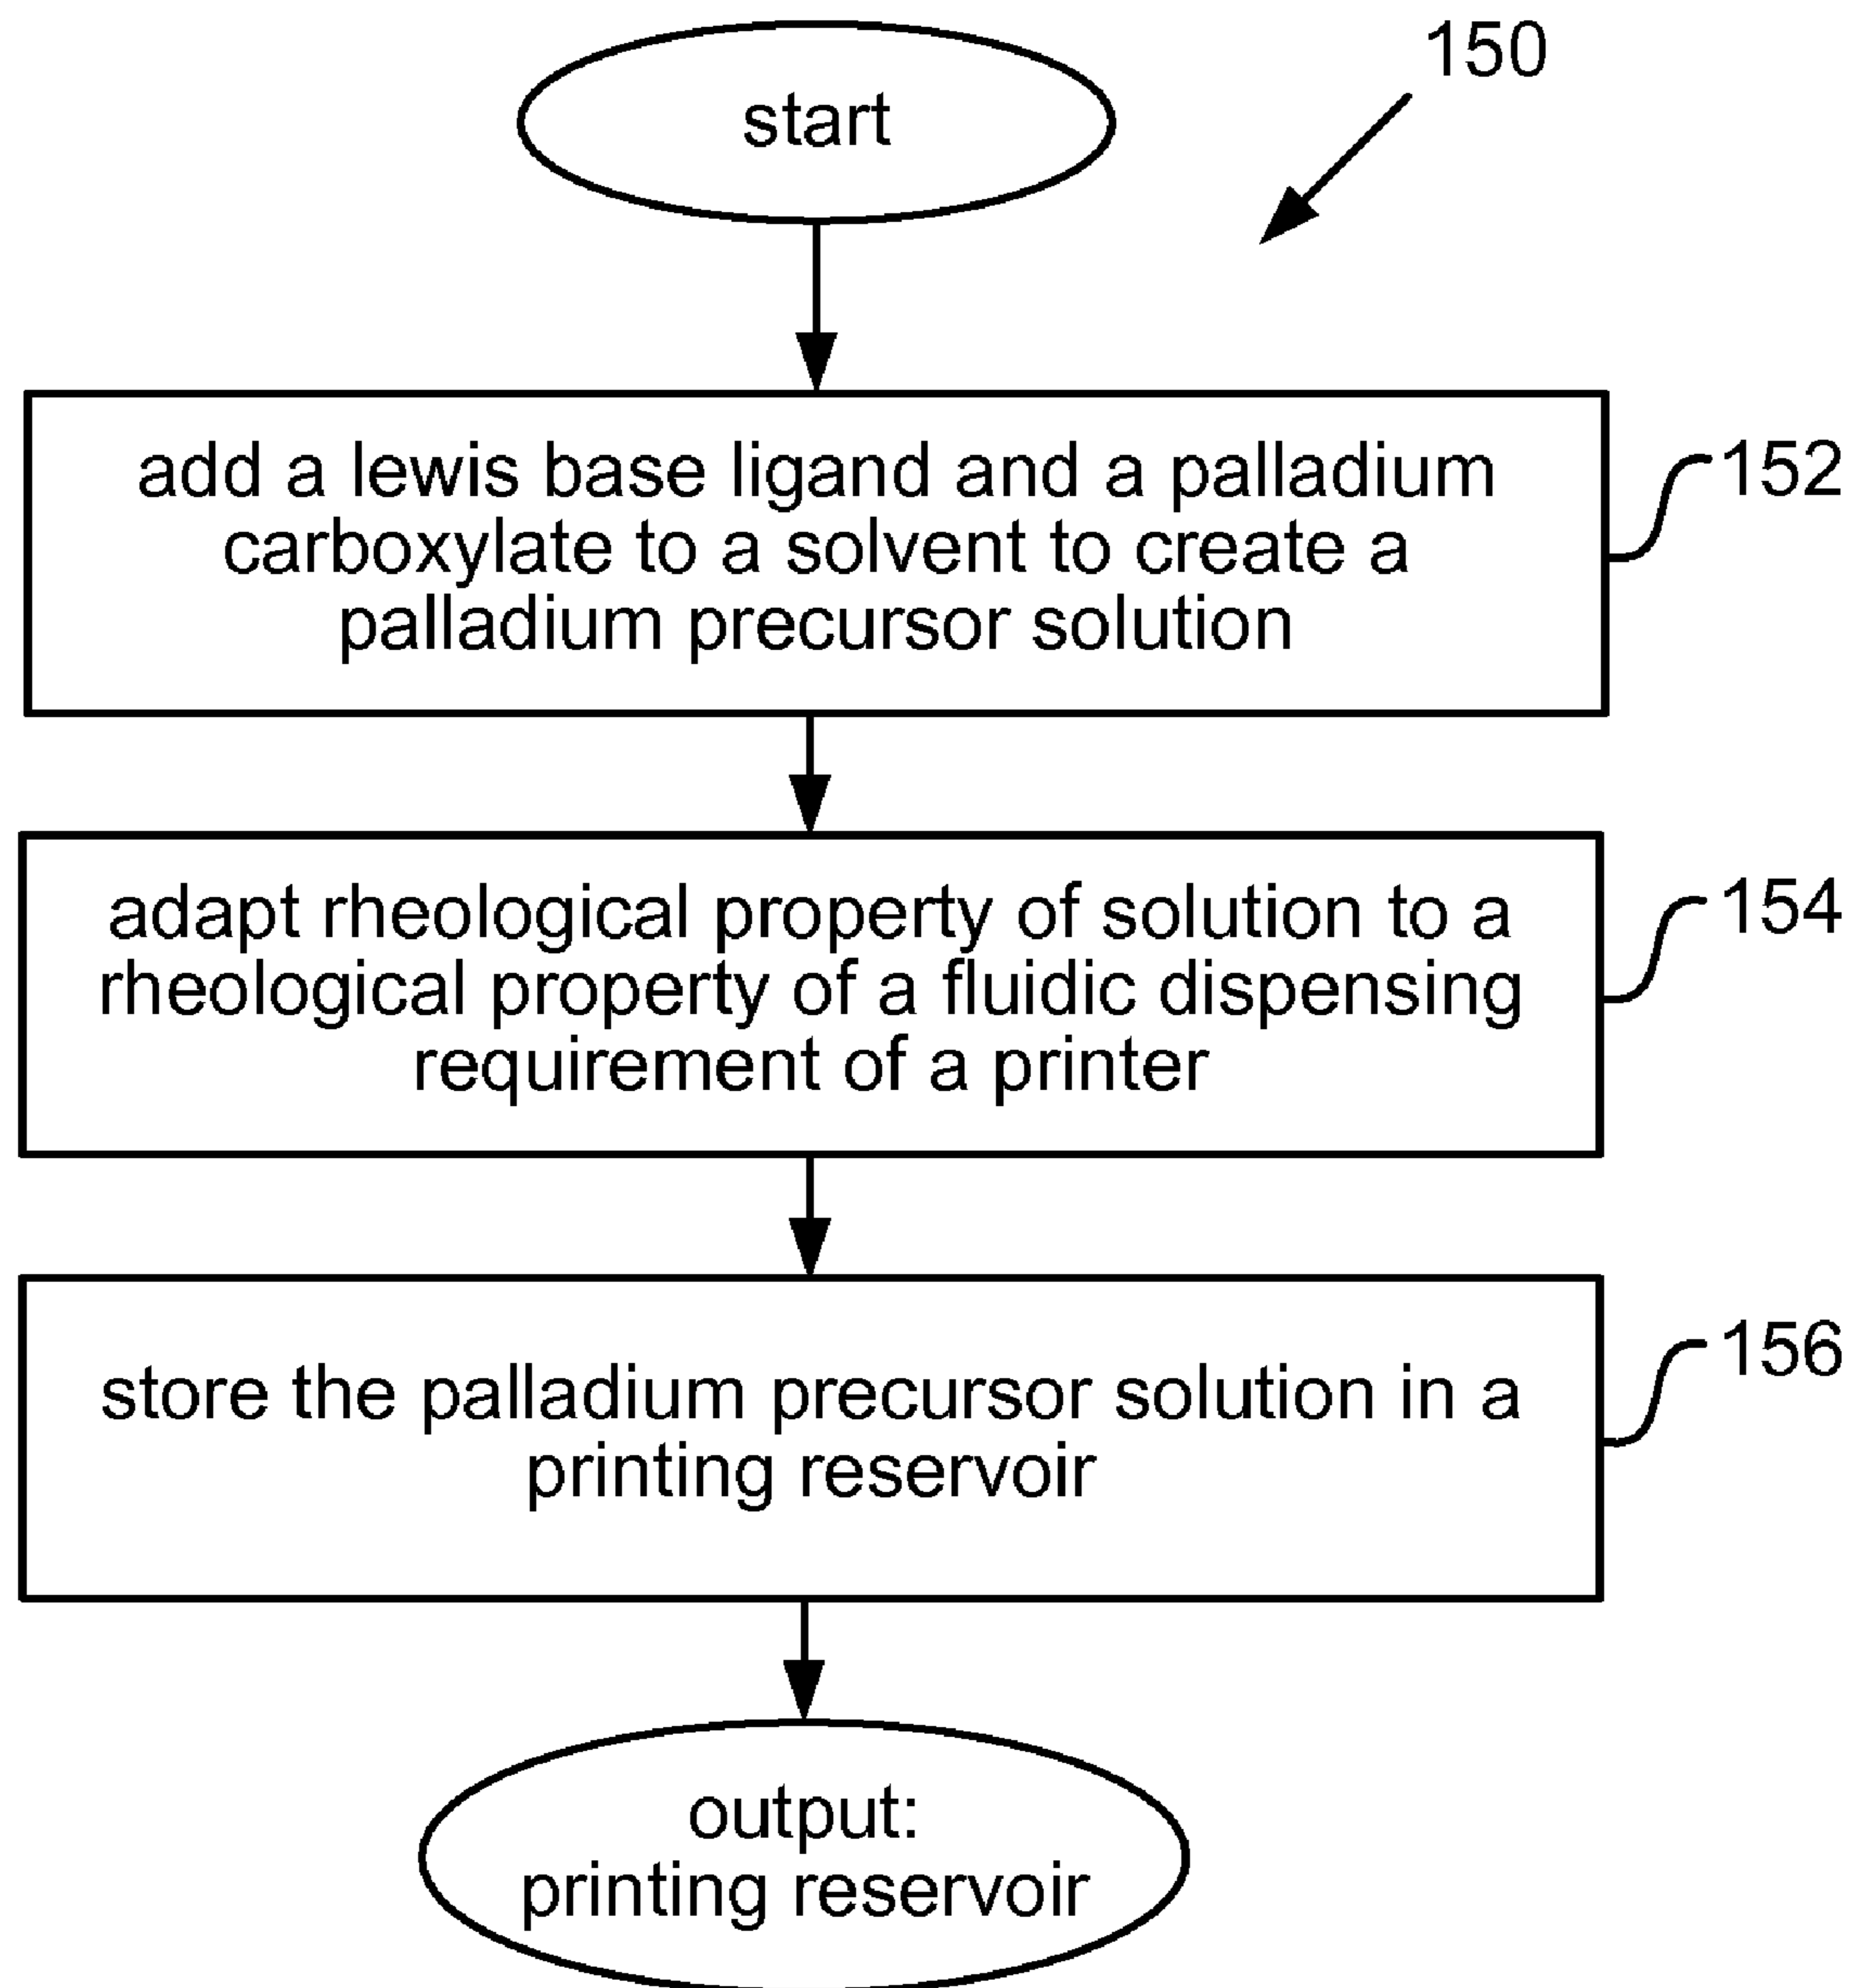 150
start
add a lewis base ligand and a palladium
carboxylate to a solvent to create a
palladium precursor solution
152
adapt rheological property of solution to a
rheological property of a fluidic dispensing
requirement of a printer
154
store the palladium precursor solution in a
printing reservoir
156
output:
printing reservoir